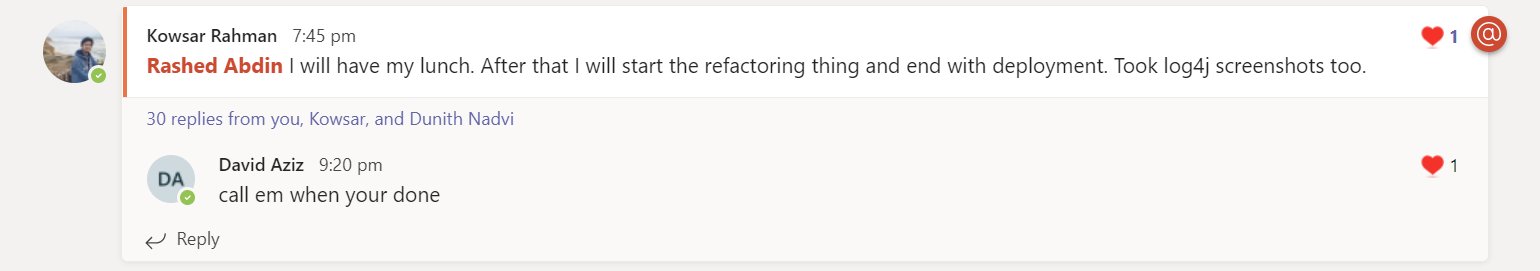 Kowsar Rahman 7:45 pm
1
@
Rashed Abdin I will have my lunch. After that I will start the refactoring thing and end with deployment. Took log4j screenshots too.
30 replies from you, Kowsar, and Dunith Nadvi
DA
David Aziz 9:20 pm
1
call em when your done
Reply